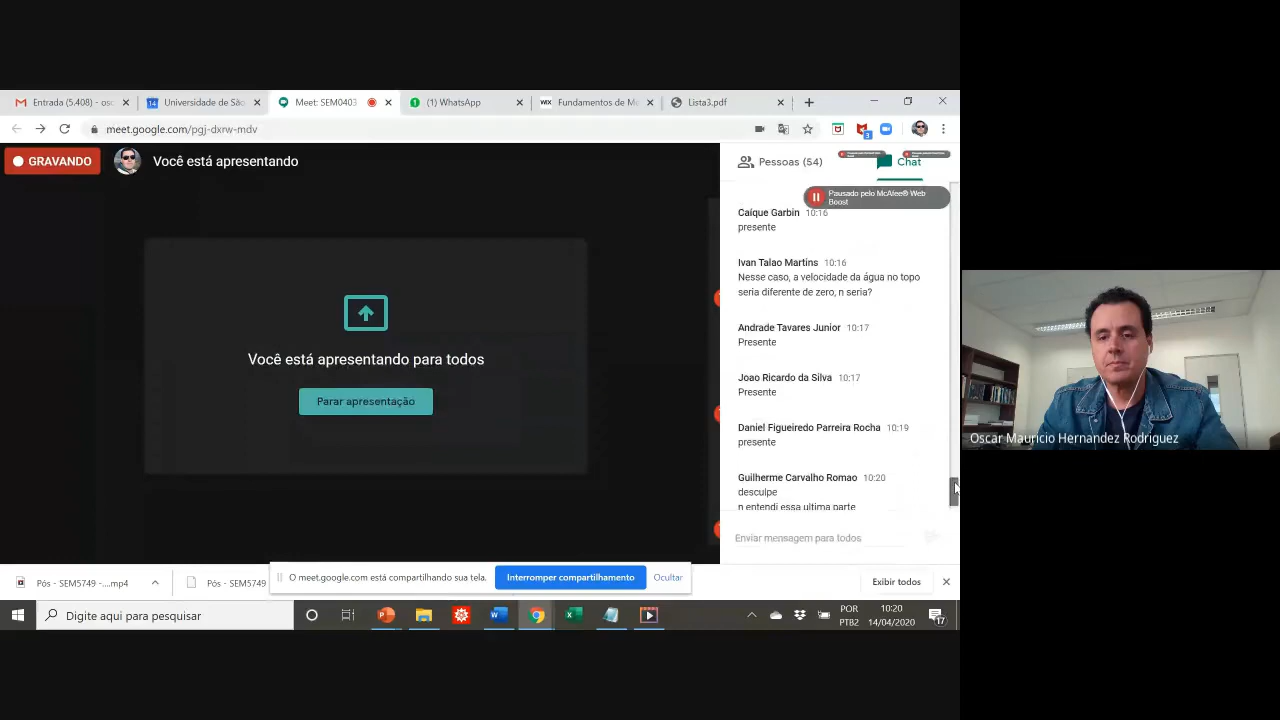 Entrada (5.408) - osc
Universidade de São
Meet: SEM0403
(1) WhatsApp
WIX
Fundamentos de Me
Lista3.pdf
meet.google.com/pgj-dxrw-mdv
3
GRAVANDO
Você está apresentando
Pessoas (54)
Chat
Pausado pelo McAfee® Web
Boost
Caíque Garbin 10:16
presente
Ivan Talao Martins 10:16
Nesse caso, a velocidade da água no topo
seria diferente de zero, n seria?
Andrade Tavares Junior 10:17
Presente
Joao Ricardo da Silva 10:17
Presente
Daniel Figueiredo Parreira Rocha 10:19
presente
Guilherme Carvalho Romao 10:20
desculpe
n entendi essa ultima parte
Enviar mensagem para todos
Você está apresentando para todos
Parar apresentação
Oscar Mauricio Hernandez Rodriguez
Pós - SEM5749 -....mp4
Pós - SEM5749
O meet.google.com está compartilhando sua tela.
Interromper compartilhamento
Ocultar
Exibir todos
Digite aqui para pesquisar
POR
PTB2
10:20
14/04/2020
17